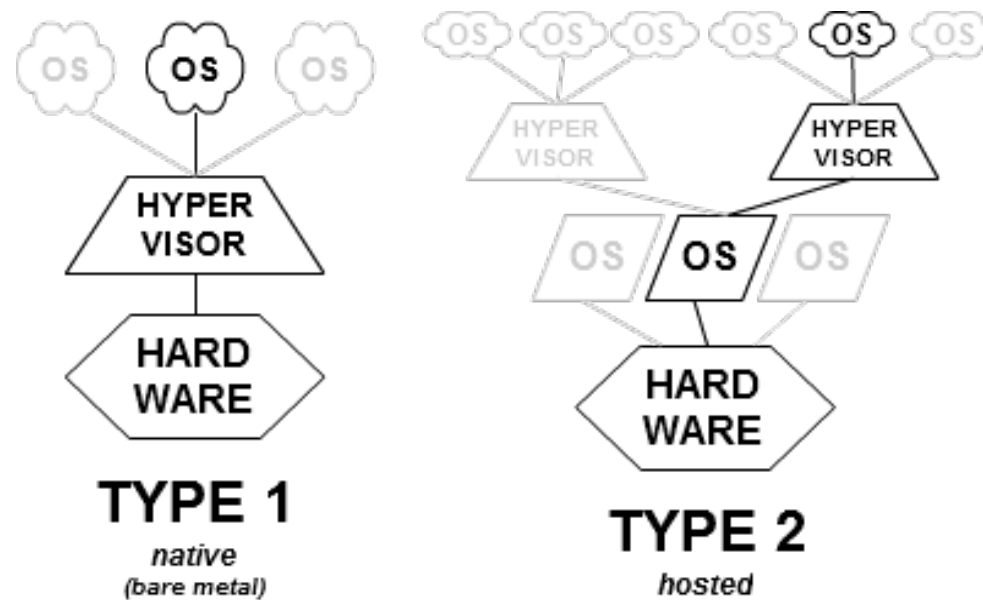 OS OS OS
HYPER
VISOR
HARD
WARE
TYPE 1
native
(bare metal)
OS OS OS OS OS OS
HYPER
VISOR
HYPER
VISOR
OS OS OS
HARD
WARE
TYPE 2
hosted